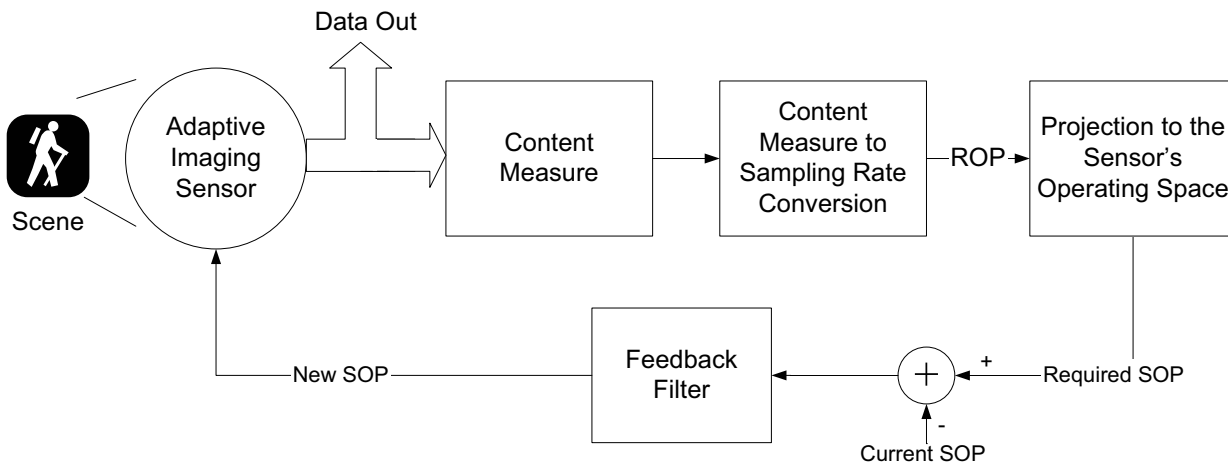 Data Out
Scene
Adaptive
Imaging
Sensor
Content
Measure
Content
Measure to
Sampling Rate
Conversion
ROP
Projection to the
Sensor's
Operating Space
New SOP
Feedback
Filter
+
+
Required SOP
-
Current SOP